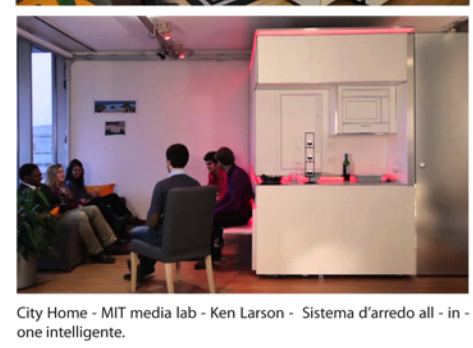 City Home - MIT media lab - Ken Larson -  Sistema d’arredo all - in -
one intelligente.